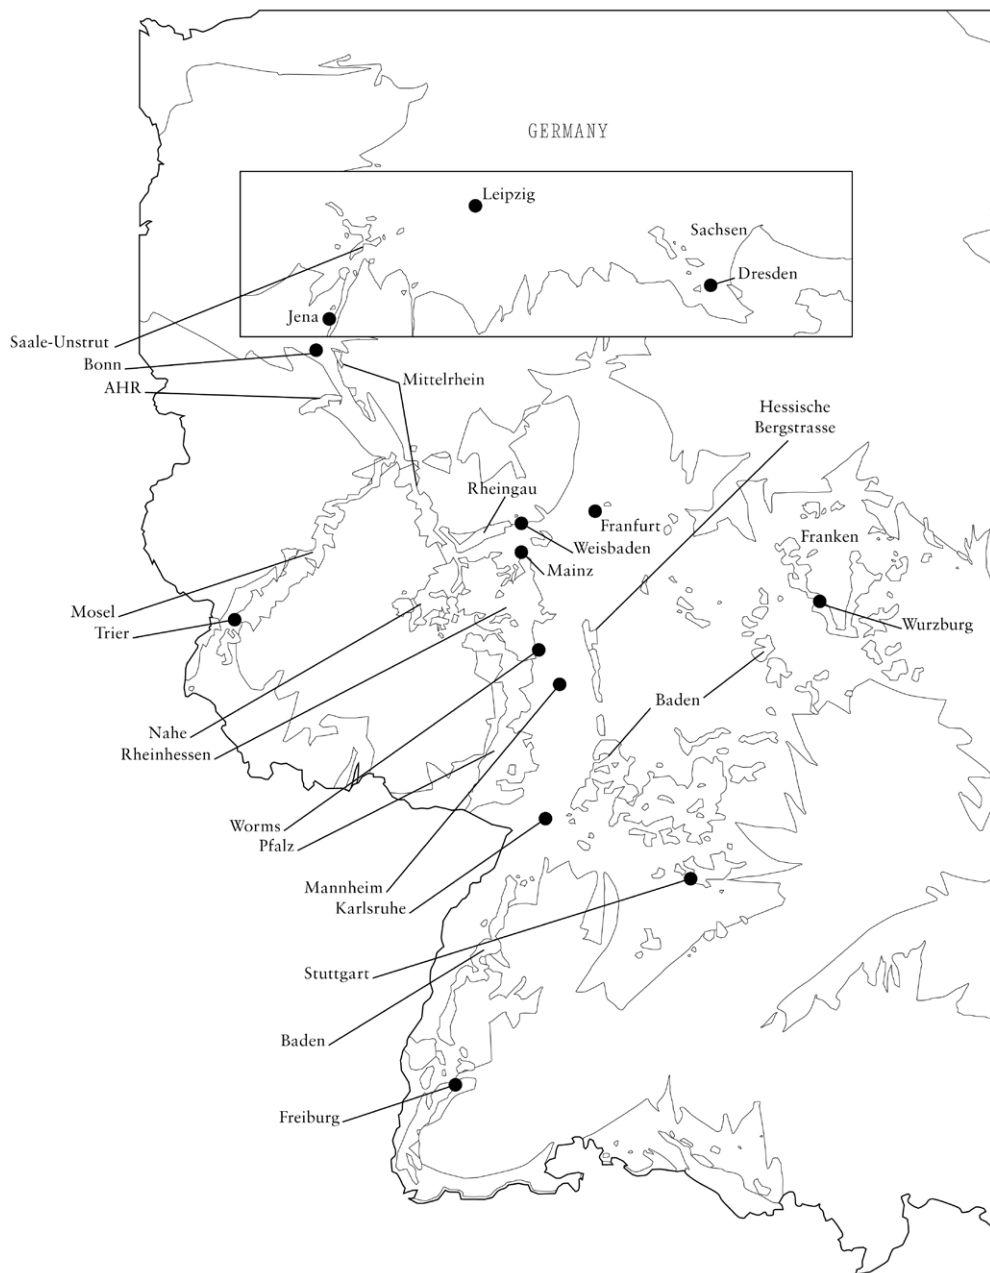 GERMANY
Leipzig
Sachsen
Dresden
Jena
Saale-Unstrut
Bonn
AHR
Mittelrhein
Hessische
Bergstrasse
Rheingau
Franfurt
Weisbaden
Mainz
Franken
Mosel
Trier
Wurzburg
Baden
Nahe
Rheinhessen
Worms
Pfalz
Mannheim
Karlsruhe
Stuttgart
Baden
Freiburg